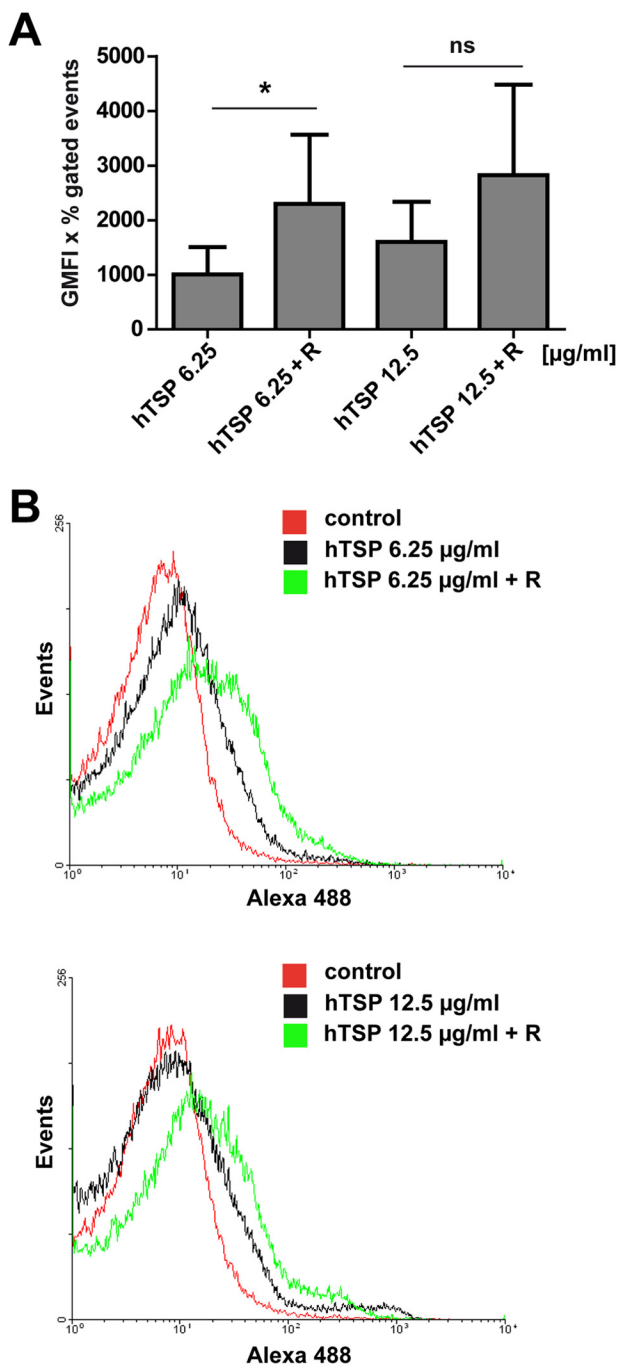 A
GMFI x % gated events
5000
4000
3000
2000
1000
0
*
ns
hTSP 6.25
hTSP 6.25 + R
hTSP 12.5
hTSP 12.5 + R
[µg/ml]
B
control
hTSP 6.25 µg/ml
hTSP 6.25 µg/ml + R
256
Events
0
10⁰ 10¹ 10² 10³ 10⁴
Alexa 488
control
hTSP 12.5 µg/ml
hTSP 12.5 µg/ml + R
256
Events
0
10⁰ 10¹ 10² 10³ 10⁴
Alexa 488